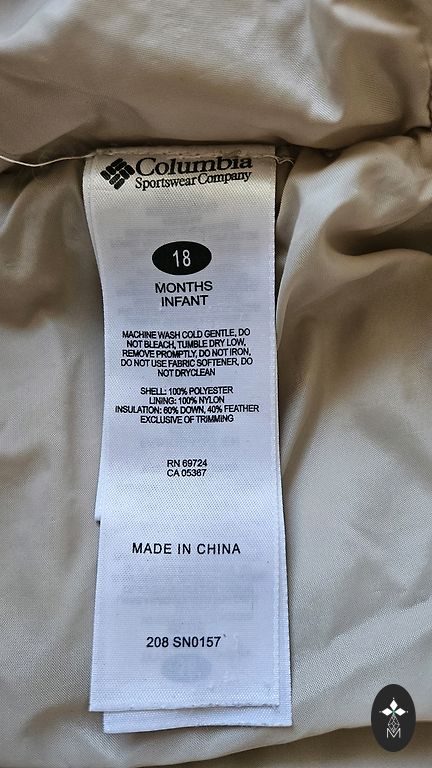 Columbia
Sportswear Company
18
MONTHS
INFANT
MACHINE WASH COLD GENTLE, DO
NOT BLEACH, TUMBLE DRY LOW,
REMOVE PROMPTLY, DO NOT IRON,
DO NOT USE FABRIC SOFTENER, DO
NOT DRYCLEAN
SHELL: 100% POLYESTER
LINING: 100% NYLON
INSULATION: 60% DOWN, 40% FEATHER
EXCLUSIVE OF TRIMMING
RN 69724
CA 05367
MADE IN CHINA
208 SN0157
M